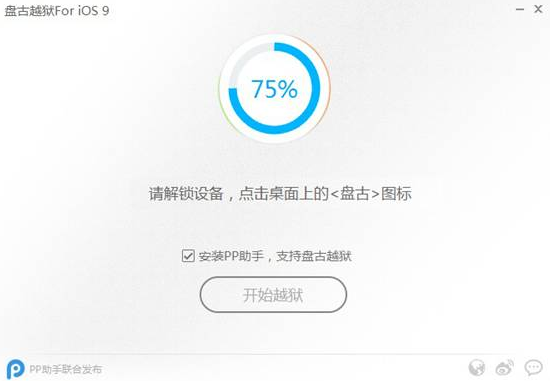 盘古越狱For iOS 9
75%
请解锁设备，点击桌面上的<盘古>图标
安装PP助手，支持盘古越狱
开始越狱
PP助手联合发布